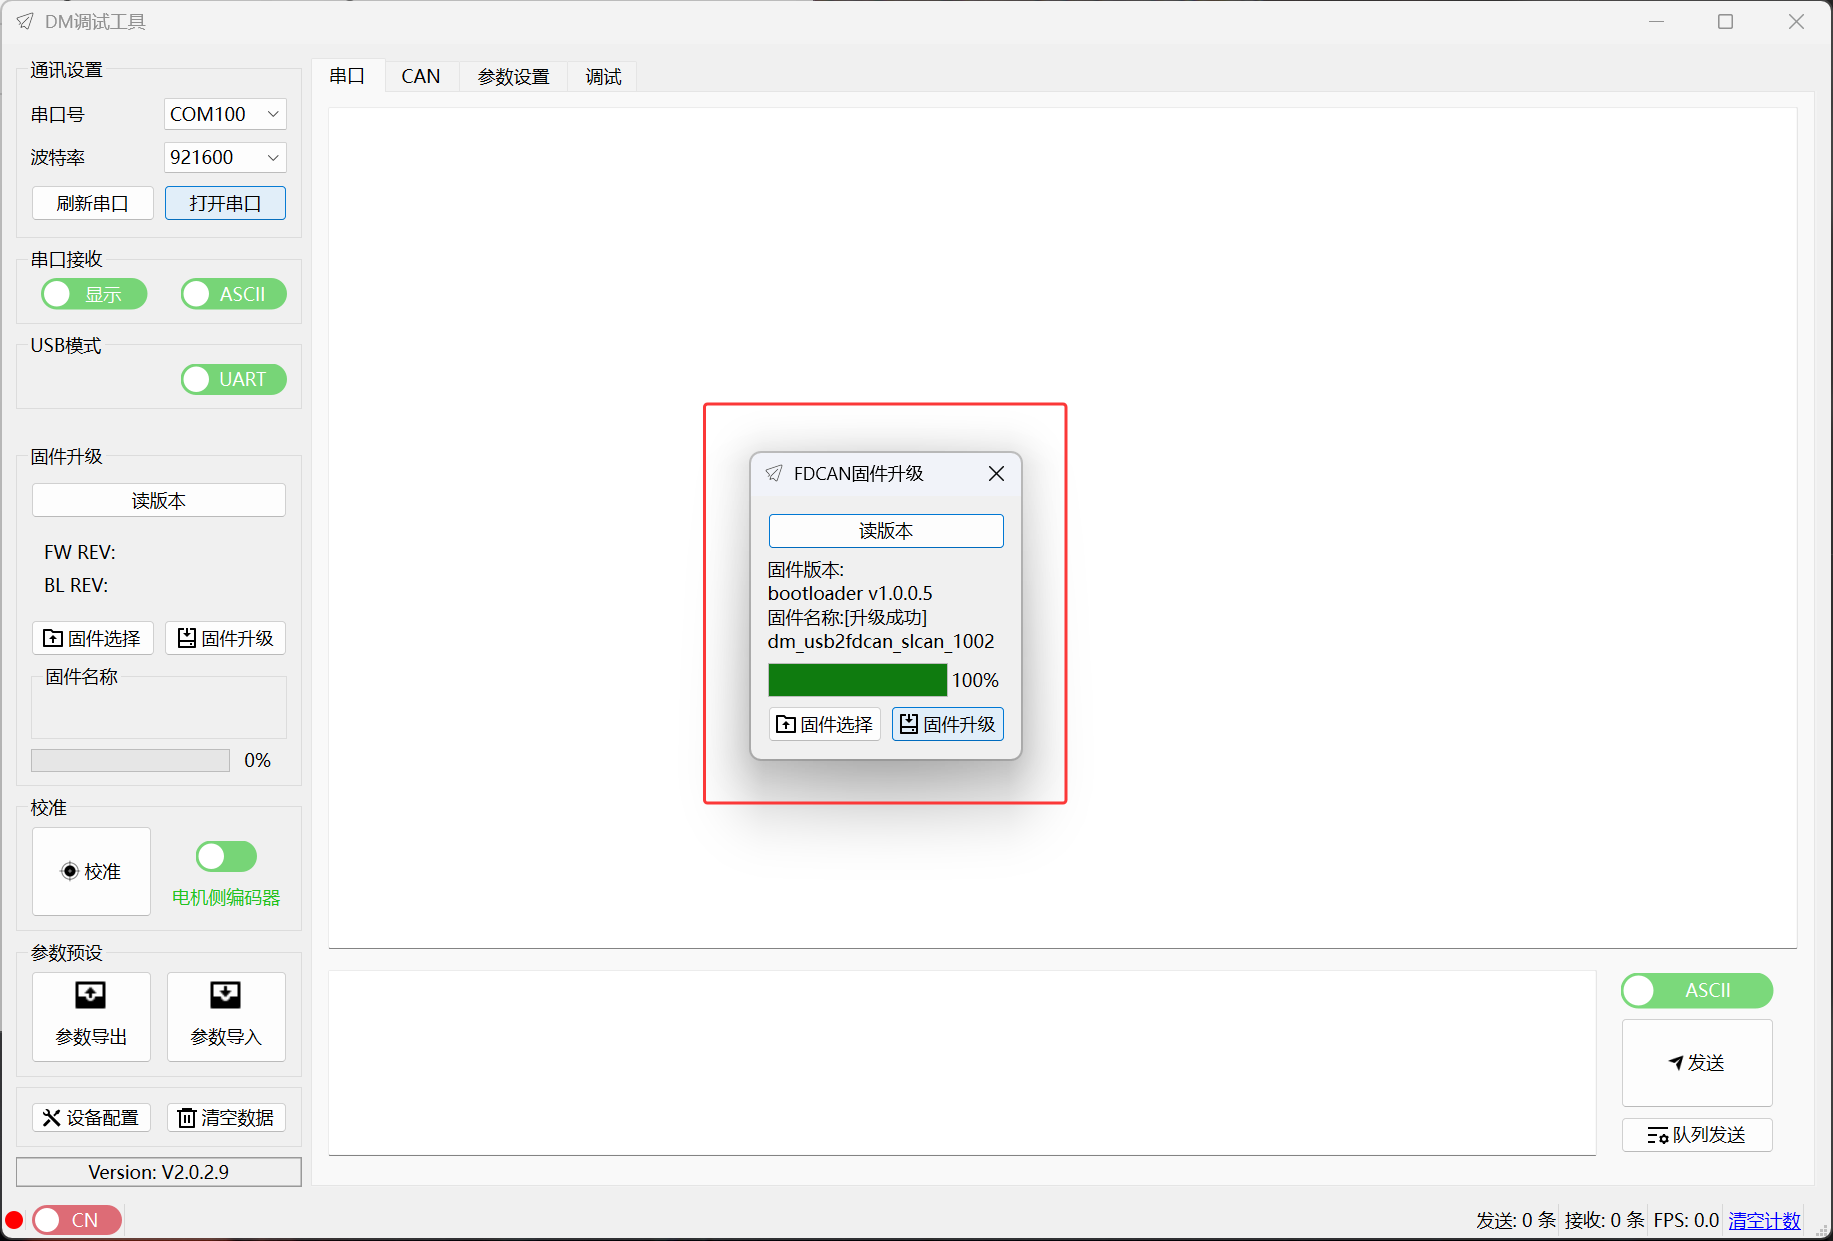 DM调试工具
通讯设置
串口号
COM100
波特率
921600
刷新串口
打开串口
串口接收
显示
ASCII
USB模式
UART
固件升级
读版本
FW REV:
BL REV:
固件选择
固件升级
固件名称
0%
校准
校准
电机侧编码器
参数预设
参数导出
参数导入
设备配置
清空数据
Version: V2.0.2.9
CN
串口
CAN
参数设置
调试
FDCAN固件升级
读版本
固件版本:
bootloader v1.0.0.5
固件名称:[升级成功]
dm_usb2fdcan_slcan_1002
100%
固件选择
固件升级
ASCII
发送
队列发送
发送: 0 条
接收: 0 条
FPS: 0.0
清空计数